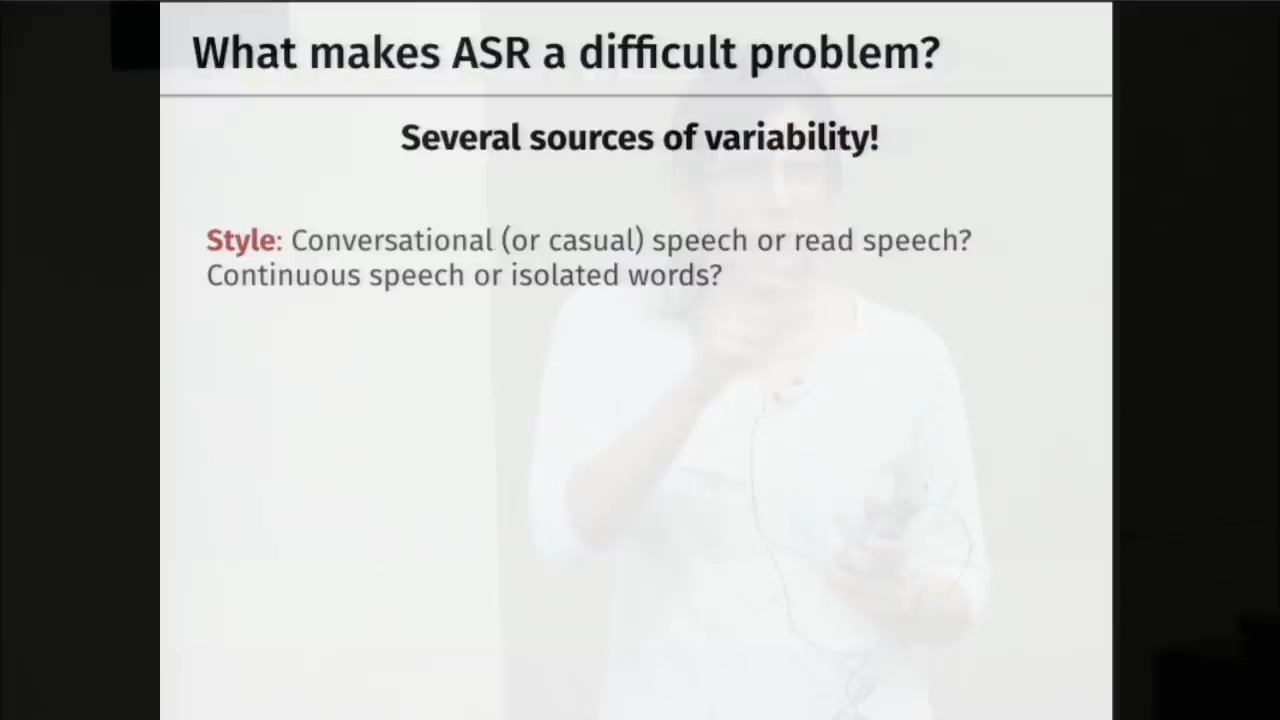 What makes ASR a difficult problem?
Several sources of variability!
Style: Conversational (or casual) speech or read speech?
Continuous speech or isolated words?